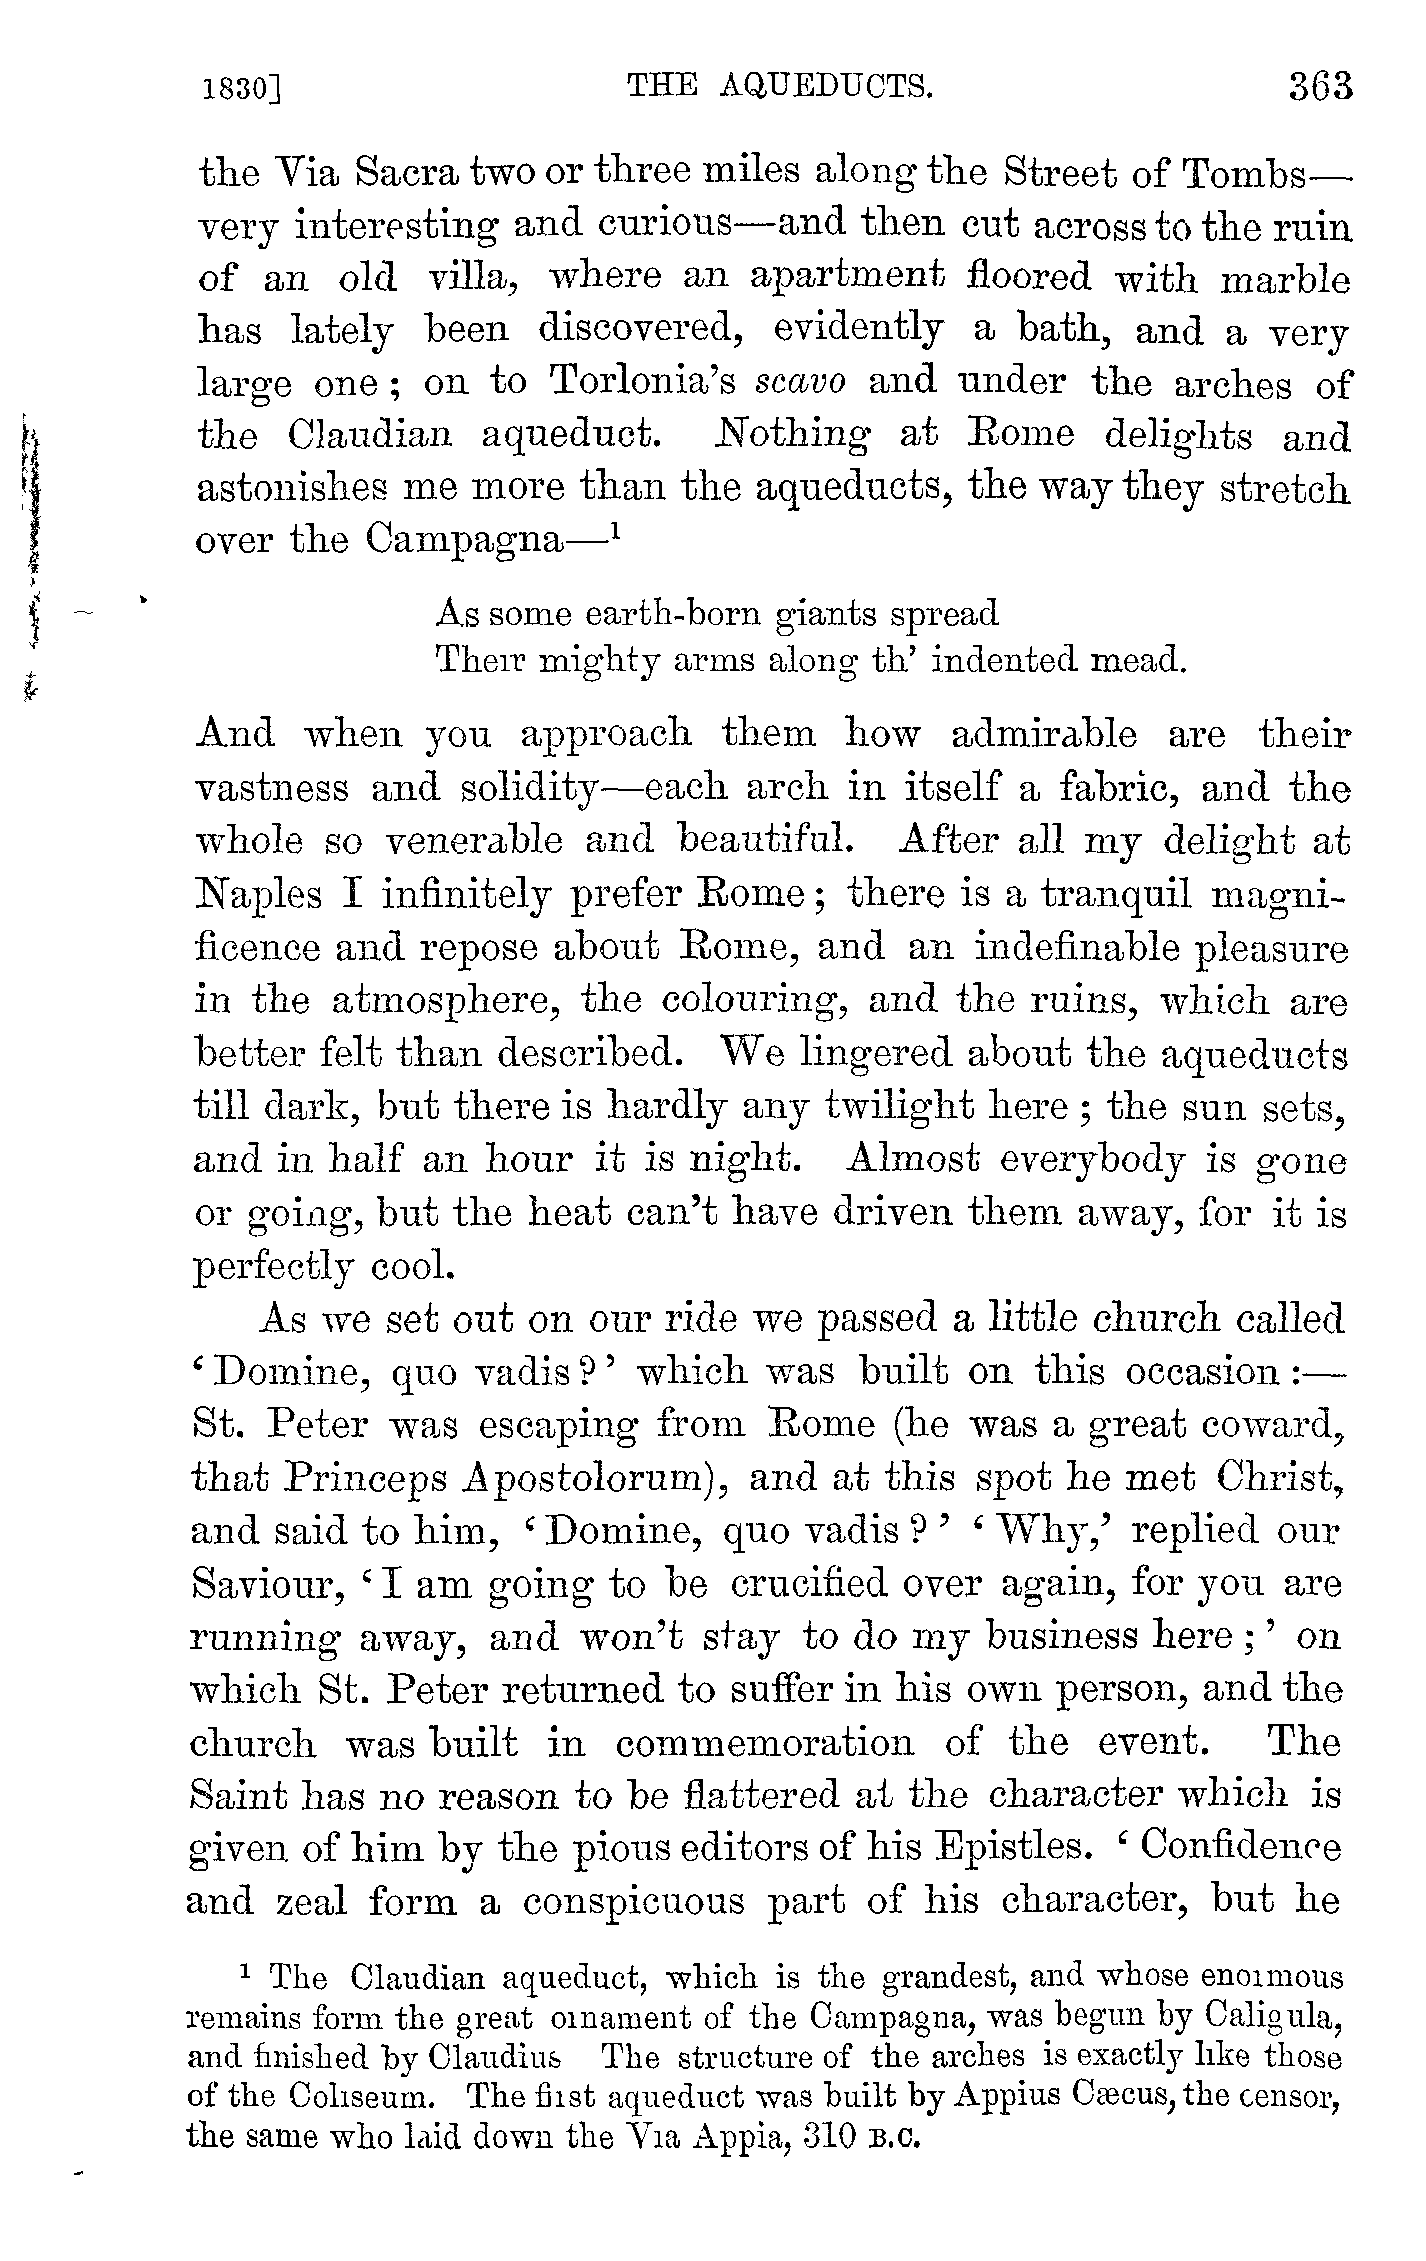 1830] THE AQUEDUCTS. 363
the Via Sacra two or three miles along the Street of Tombs—
very interesting and curious—and then cut across to the ruin
of an old villa, where an apartment floored with marble
has lately been discovered, evidently a bath, and a very
large one; on to Torlonia's scavo and under the arches of
the Claudian aqueduct. Nothing at Rome delights and
astonishes me more than the aqueducts, the way they stretch
over the Campagna—¹
As some earth-born giants spread
Their mighty arms along th' indented mead.
And when you approach them how admirable are their
vastness and solidity—each arch in itself a fabric, and the
whole so venerable and beautiful. After all my delight at
Naples I infinitely prefer Rome; there is a tranquil magni-
ficence and repose about Rome, and an indefinable pleasure
in the atmosphere, the colouring, and the ruins, which are
better felt than described. We lingered about the aqueducts
till dark, but there is hardly any twilight here; the sun sets,
and in half an hour it is night. Almost everybody is gone
or going, but the heat can't have driven them away, for it is
perfectly cool.
As we set out on our ride we passed a little church called
'Domine, quo vadis?' which was built on this occasion:—
St. Peter was escaping from Rome (he was a great coward,
that Princeps Apostolorum), and at this spot he met Christ,
and said to him, 'Domine, quo vadis?' 'Why,' replied our
Saviour, 'I am going to be crucified over again, for you are
running away, and won't stay to do my business here;' on
which St. Peter returned to suffer in his own person, and the
church was built in commemoration of the event. The
Saint has no reason to be flattered at the character which is
given of him by the pious editors of his Epistles. 'Confidence
and zeal form a conspicuous part of his character, but he
¹ The Claudian aqueduct, which is the grandest, and whose enormous
remains form the great ornament of the Campagna, was begun by Caligula,
and finished by Claudius The structure of the arches is exactly like those
of the Coliseum. The first aqueduct was built by Appius Cæcus, the censor,
the same who laid down the Via Appia, 310 B.C.